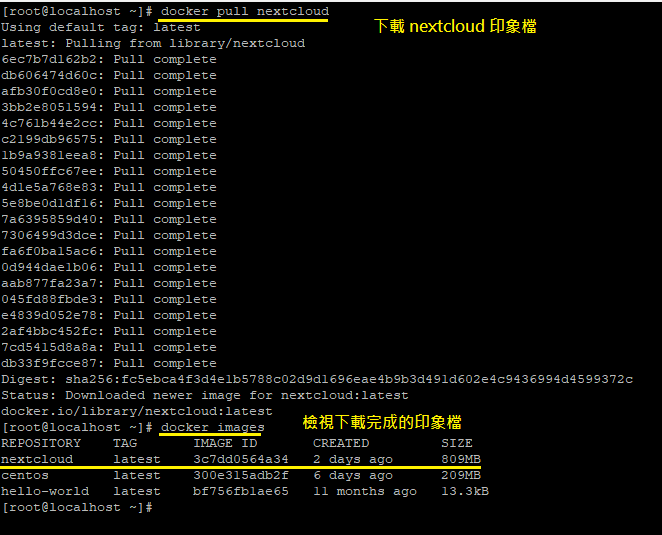 [root@localhost ~]# docker pull nextcloud
下載 nextcloud 印象檔
Using default tag: latest
latest: Pulling from library/nextcloud
6ec7b7d162b2: Pull complete
db606474d60c: Pull complete
afb30f0cd8e0: Pull complete
3bb2e8051594: Pull complete
4c761b44e2cc: Pull complete
c2199db96575: Pull complete
1b9a9381eea8: Pull complete
50450ffc67ee: Pull complete
4d1e5a768e83: Pull complete
5e8be0d1df16: Pull complete
7a6395859d40: Pull complete
7306499d3dce: Pull complete
fa6f0ba15ac6: Pull complete
0d944dae1b06: Pull complete
aab877fa23a7: Pull complete
045fd88fbde3: Pull complete
e4839d052e78: Pull complete
2af4bbc452fc: Pull complete
7cd5415d8a8a: Pull complete
db33f9fcce87: Pull complete
Digest: sha256:fc5ebca4f3d4e1b5788c02d9d1696eae4b9b3d491d602e4c9436994d4599372c
Status: Downloaded newer image for nextcloud:latest
docker.io/library/nextcloud:latest
[root@localhost ~]# docker images
檢視下載完成的印象檔
REPOSITORY TAG IMAGE ID CREATED SIZE
nextcloud latest 3c7dd0564a34 2 days ago 809MB
centos latest 300e315adb2f 6 days ago 209MB
hello-world latest bf756fb1ae65 11 months ago 13.3kB
[root@localhost ~]#